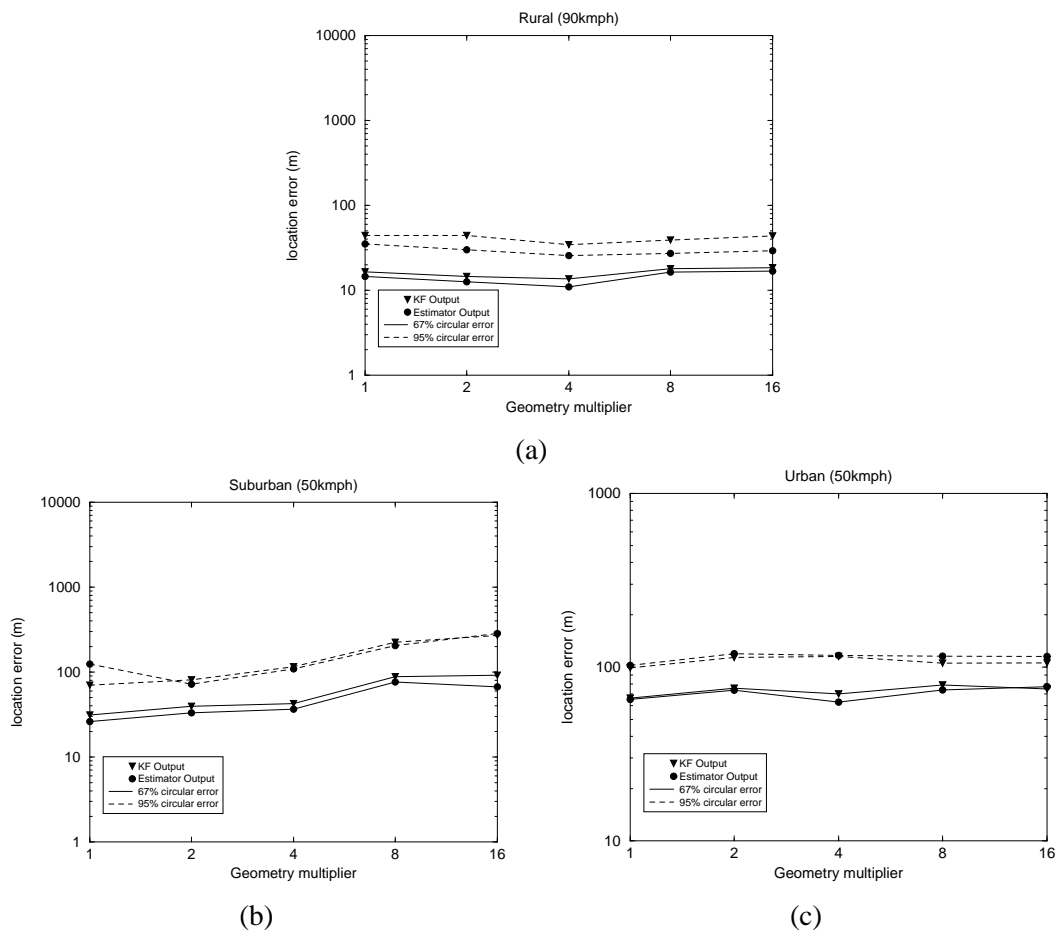 Rural (90kmph)
10000
1000
100
10
1
location error (m)
KF Output
Estimator Output
67% circular error
95% circular error
1 2 4 8 16
Geometry multiplier
(a)
Suburban (50kmph)
10000
1000
100
10
1
location error (m)
KF Output
Estimator Output
67% circular error
95% circular error
1 2 4 8 16
Geometry multiplier
(b)
Urban (50kmph)
1000
100
10
location error (m)
KF Output
Estimator Output
67% circular error
95% circular error
1 2 4 8 16
Geometry multiplier
(c)